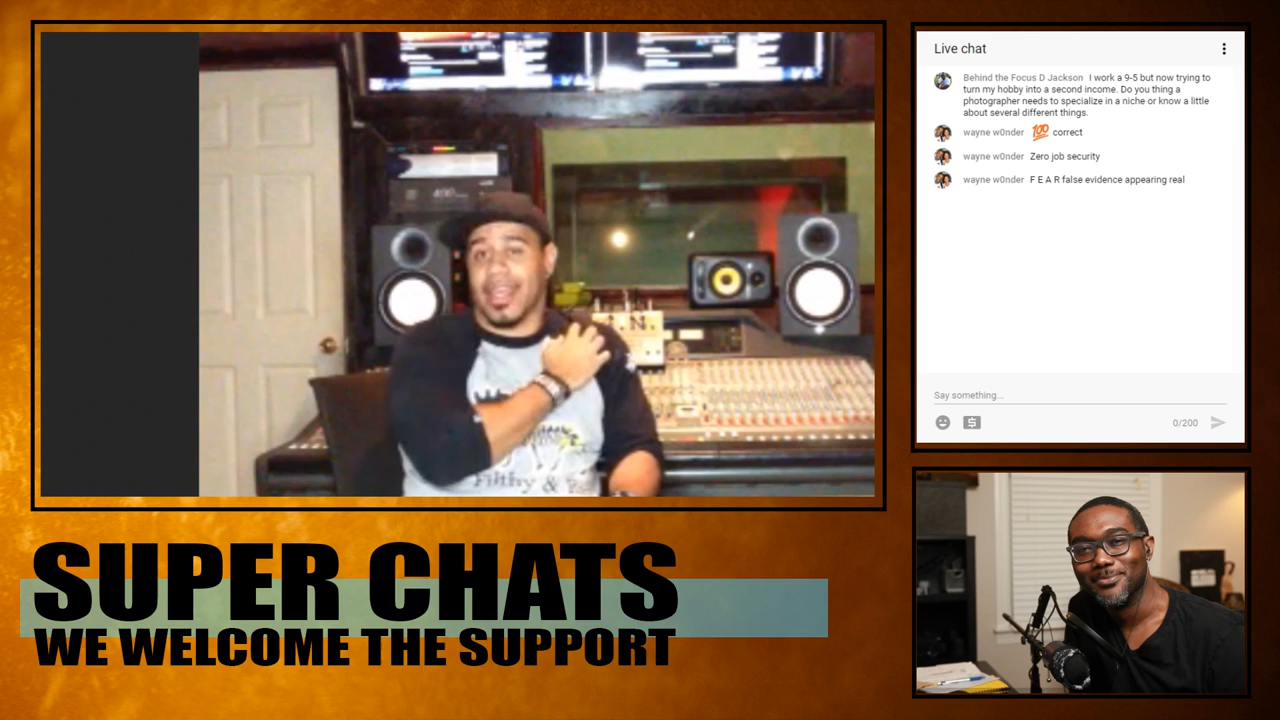 Live chat
Behind the Focus D Jackson I work a 9-5 but now trying to
turn my hobby into a second income. Do you thing a
photographer needs to specialize in a niche or know a little
about several different things.
wayne w0nder 💯 correct
wayne w0nder Zero job security
wayne w0nder F E A R false evidence appearing real
Say something...
0/200
Filthy &
SUPER CHATS
WE WELCOME THE SUPPORT